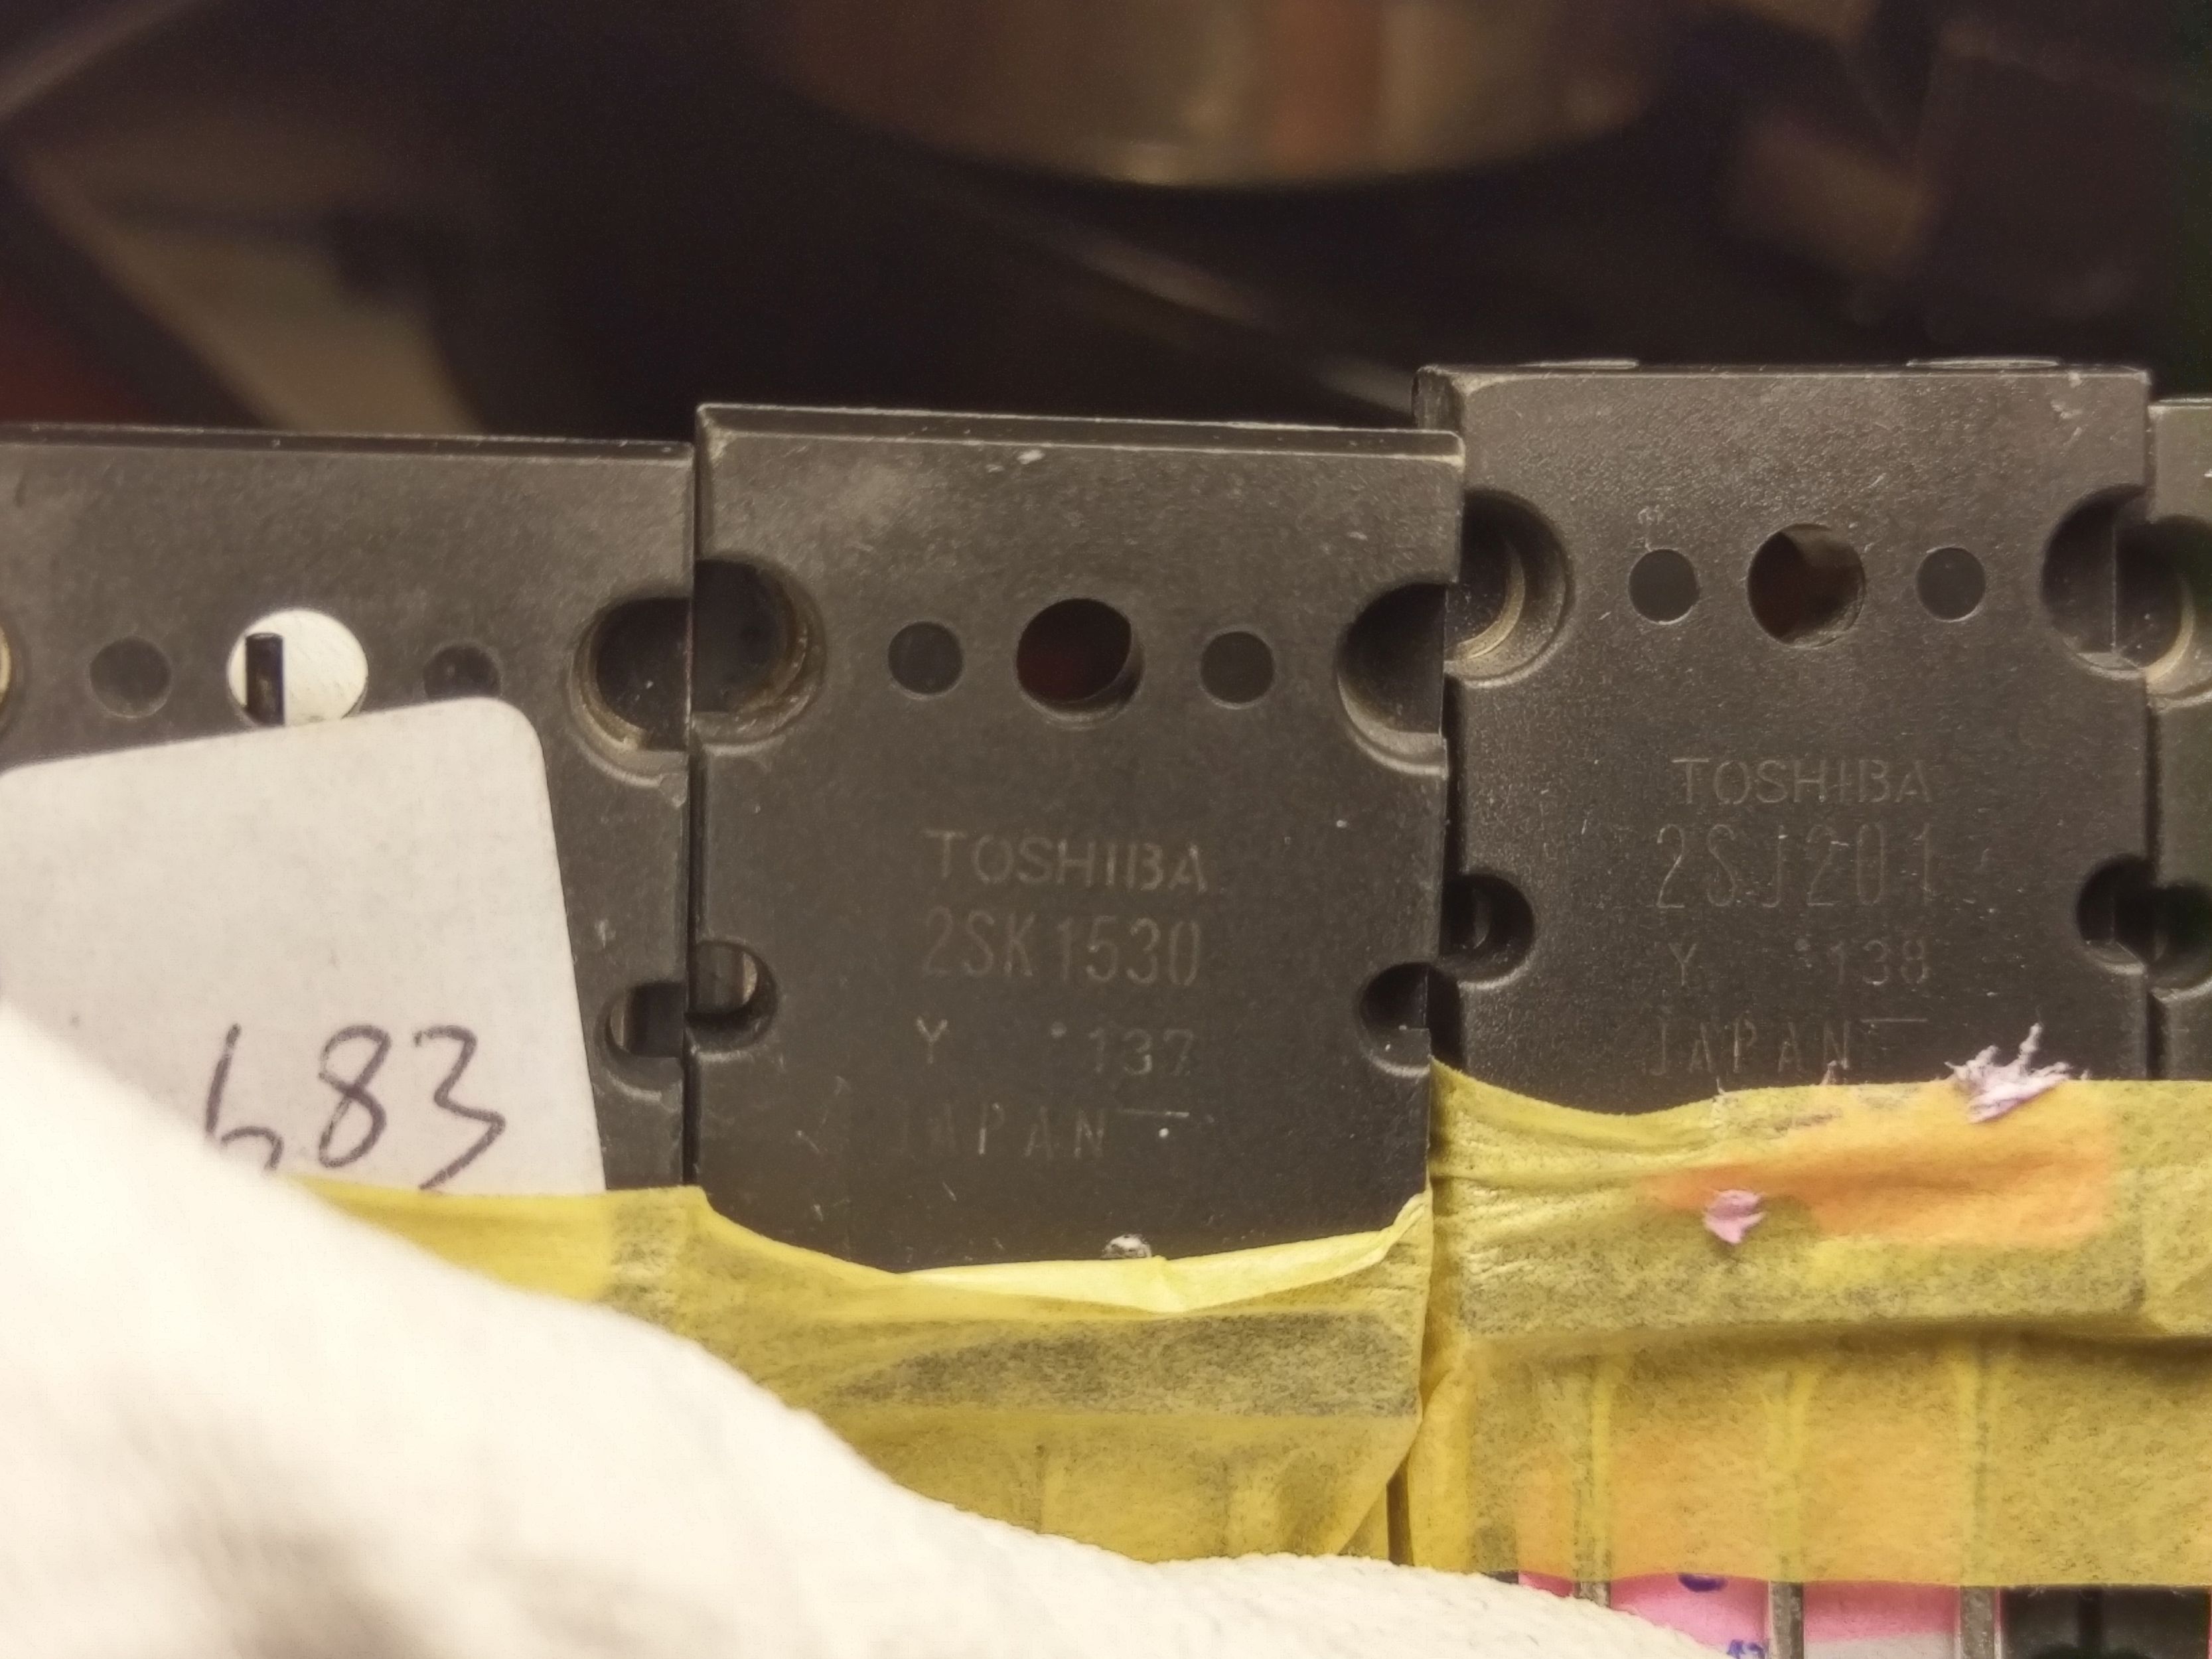 683
TOSHIBA
2SK1530
Y 137
JAPAN
TOSHIBA
2SJ201
Y 138
JAPAN